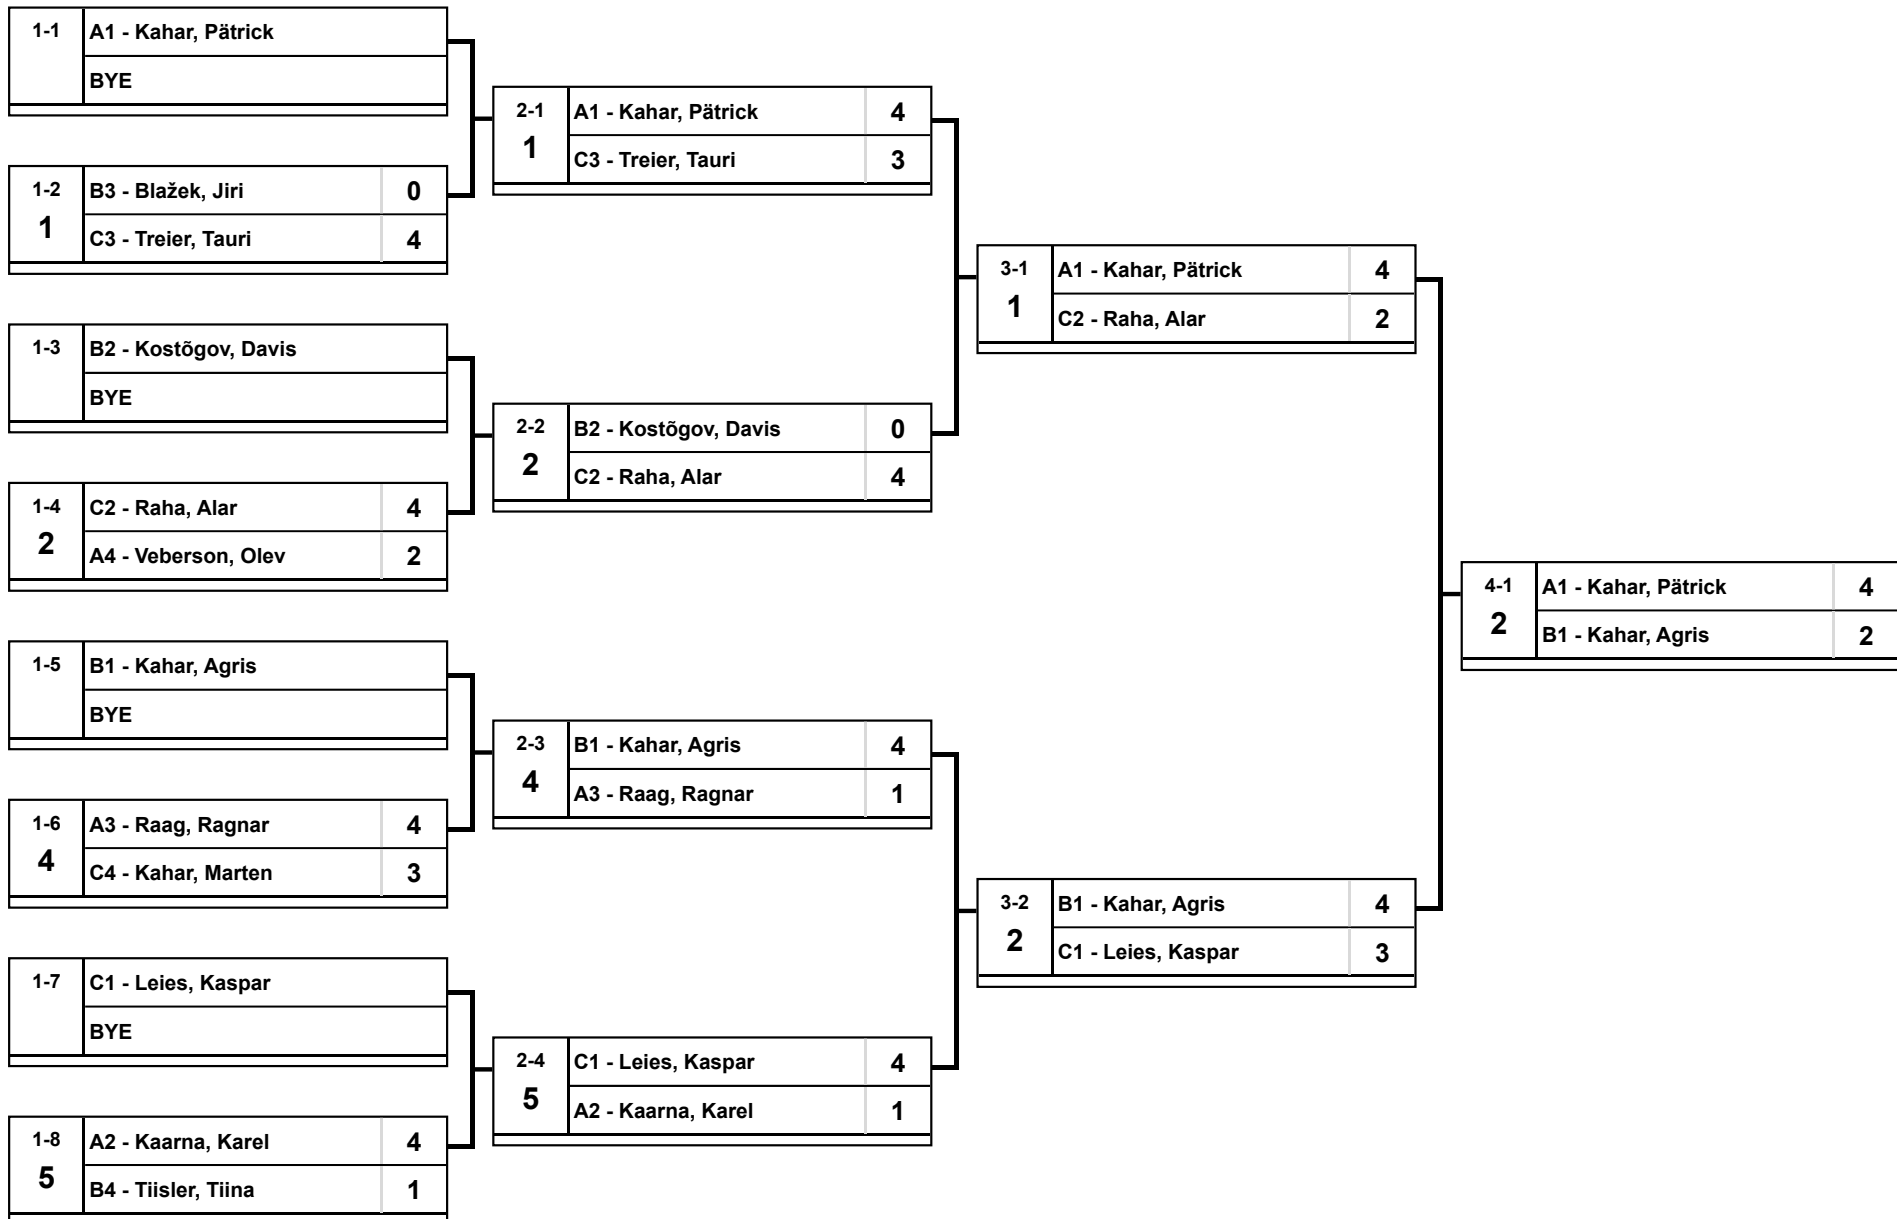 1-1
A1 - Kahar, Pätrick
BYE
1-2
1
B3 - Blažek, Jiri 0
C3 - Treier, Tauri 4
1-3
B2 - Kostõgov, Davis
BYE
1-4
2
C2 - Raha, Alar 4
A4 - Veberson, Olev 2
1-5
B1 - Kahar, Agris
BYE
1-6
4
A3 - Raag, Ragnar 4
C4 - Kahar, Marten 3
1-7
C1 - Leies, Kaspar
BYE
1-8
5
A2 - Kaarna, Karel 4
B4 - Tiisler, Tiina 1
2-1
1
A1 - Kahar, Pätrick 4
C3 - Treier, Tauri 3
2-2
2
B2 - Kostõgov, Davis 0
C2 - Raha, Alar 4
2-3
4
B1 - Kahar, Agris 4
A3 - Raag, Ragnar 1
2-4
5
C1 - Leies, Kaspar 4
A2 - Kaarna, Karel 1
3-1
1
A1 - Kahar, Pätrick 4
C2 - Raha, Alar 2
3-2
2
B1 - Kahar, Agris 4
C1 - Leies, Kaspar 3
4-1
2
A1 - Kahar, Pätrick 4
B1 - Kahar, Agris 2